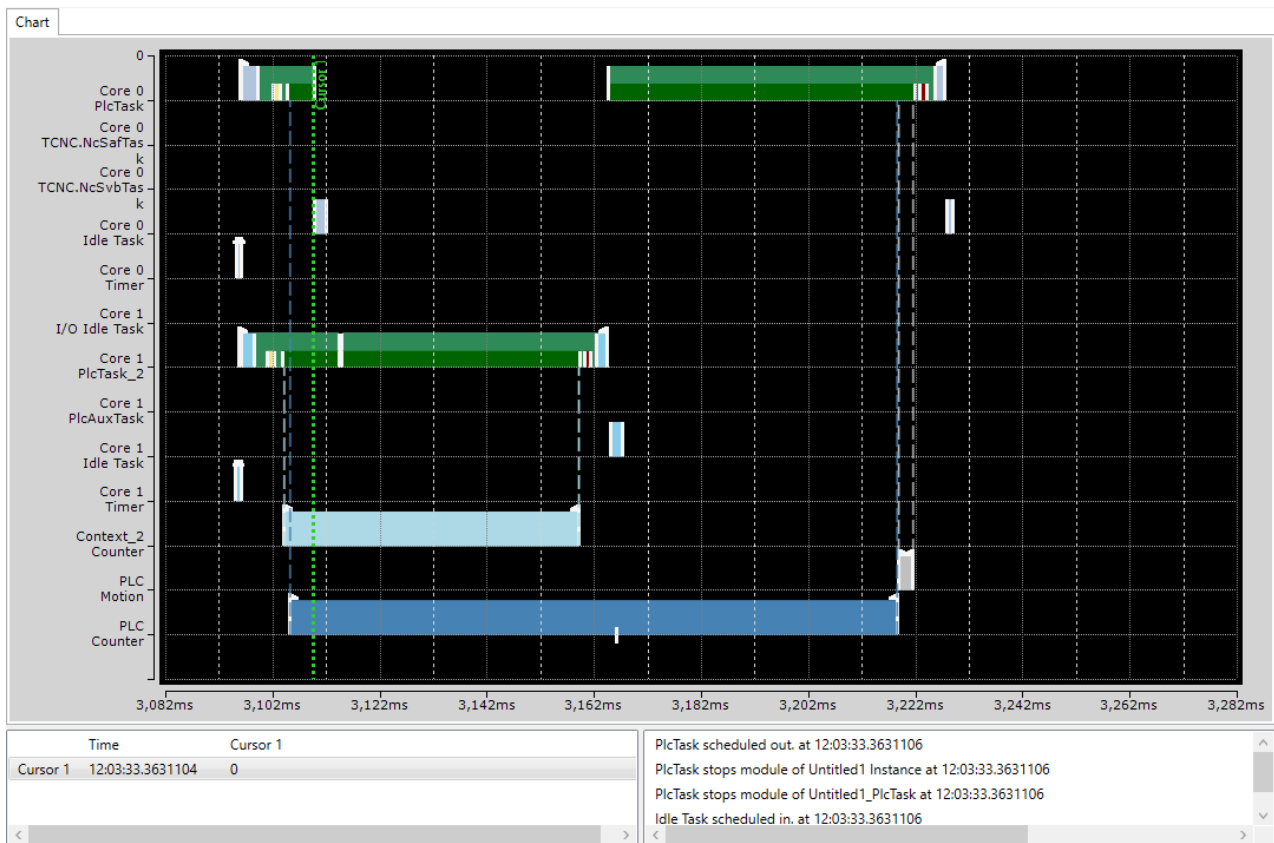 Chart
0
Core 0
PlcTask
Core 0
TCNC.NcSafTas
k
Core 0
TCNC.NcSvbTas
k
Core 0
Idle Task
Core 0
Timer
Core 1
I/O Idle Task
Core 1
PlcTask_2
Core 1
PlcAuxTask
Core 1
Idle Task
Core 1
Timer
Context_2
Counter
PLC
Motion
PLC
Counter
Cursor 1
3,082ms 3,102ms 3,122ms 3,142ms 3,162ms 3,182ms 3,202ms 3,222ms 3,242ms 3,262ms 3,282ms
Time Cursor 1
Cursor 1 12:03:33.3631104 0
PlcTask scheduled out. at 12:03:33.3631106
PlcTask stops module of Untitled1 Instance at 12:03:33.3631106
PlcTask stops module of Untitled1_PlcTask at 12:03:33.3631106
Idle Task scheduled in. at 12:03:33.3631106